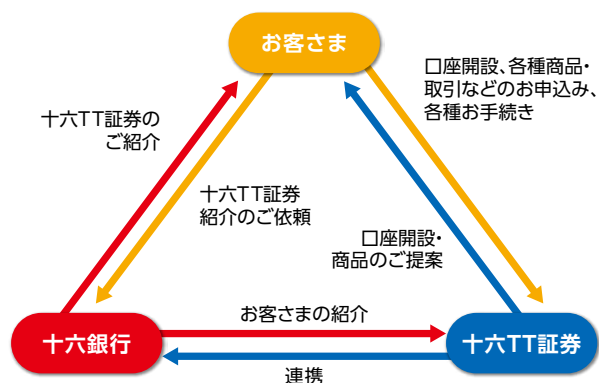 お客さま
口座開設、各種商品・
取引などのお申込み、
各種お手続き
十六TT証券の
ご紹介
十六TT証券
紹介のご依頼
口座開設・
商品のご提案
お客さまの紹介
十六銀行
十六TT証券
連携